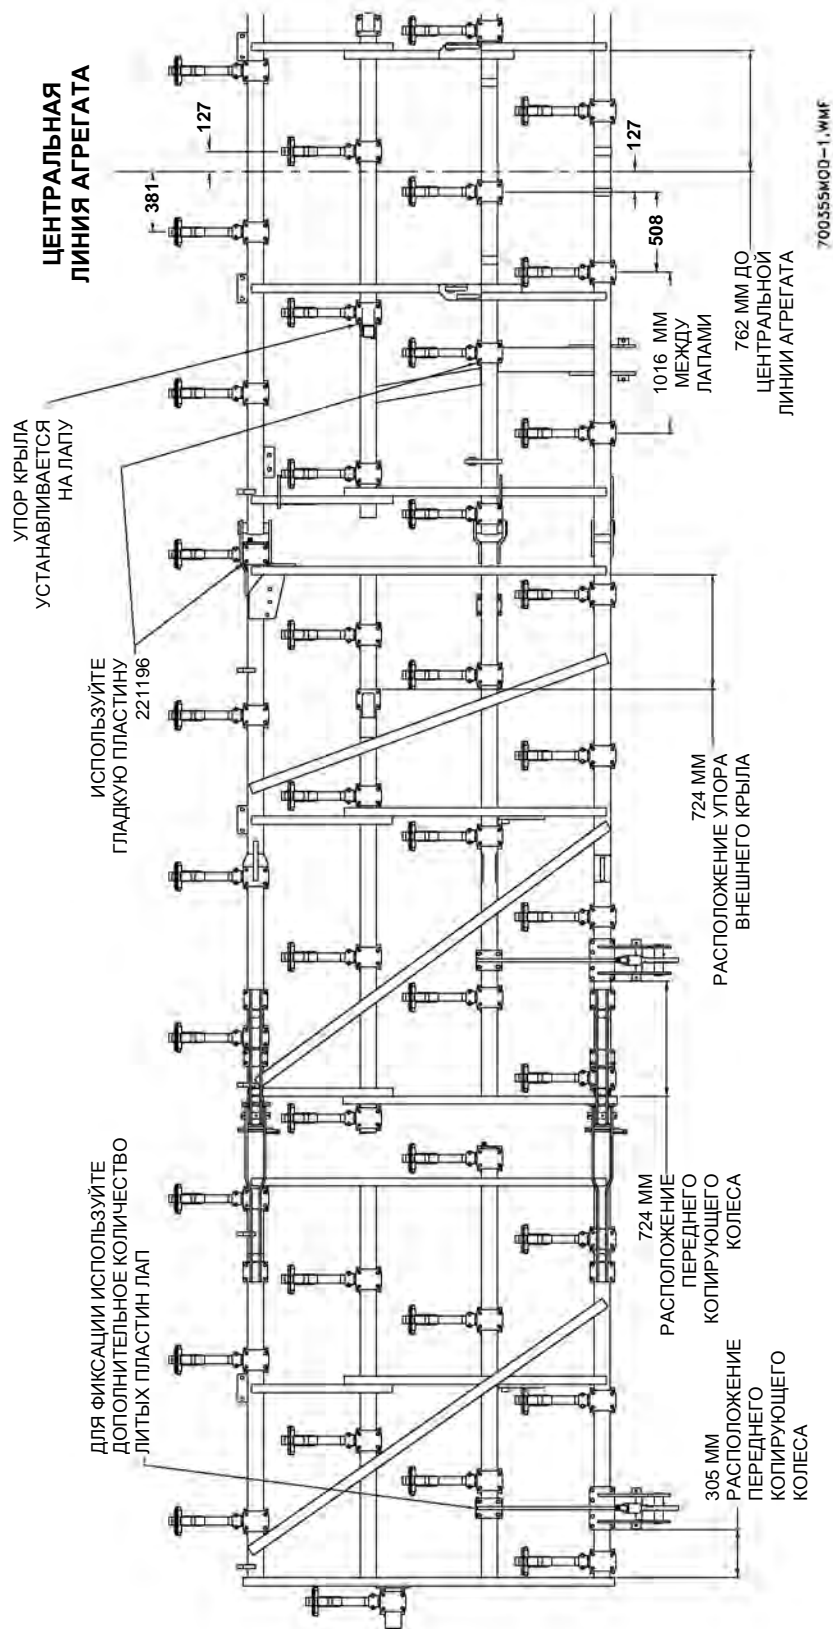 ЦЕНТРАЛЬНАЯ
ЛИНИЯ АГРЕГАТА
127
381
УПОР КРЫЛА
УСТАНАВЛИВАЕТСЯ
НА ЛАПУ
ИСПОЛЬЗУЙТЕ
ГЛАДКУЮ ПЛАСТИНУ
221196
ДЛЯ ФИКСАЦИИ ИСПОЛЬЗУЙТЕ
ДОПОЛНИТЕЛЬНОЕ КОЛИЧЕСТВО
ЛИТЫХ ПЛАСТИН ЛАП
127
508
1016 ММ
МЕЖДУ
ЛАПАМИ
762 ММ ДО
ЦЕНТРАЛЬНОЙ
ЛИНИИ АГРЕГАТА
724 ММ
РАСПОЛОЖЕНИЕ УПОРА
ВНЕШНЕГО КРЫЛА
724 ММ
РАСПОЛОЖЕНИЕ
ПЕРЕДНЕГО
КОПИРУЮЩЕГО
КОЛЕСА
305 ММ
РАСПОЛОЖЕНИЕ
ПЕРЕДНЕГО
КОПИРУЮЩЕГО
КОЛЕСА
700355MOD-1.WMF